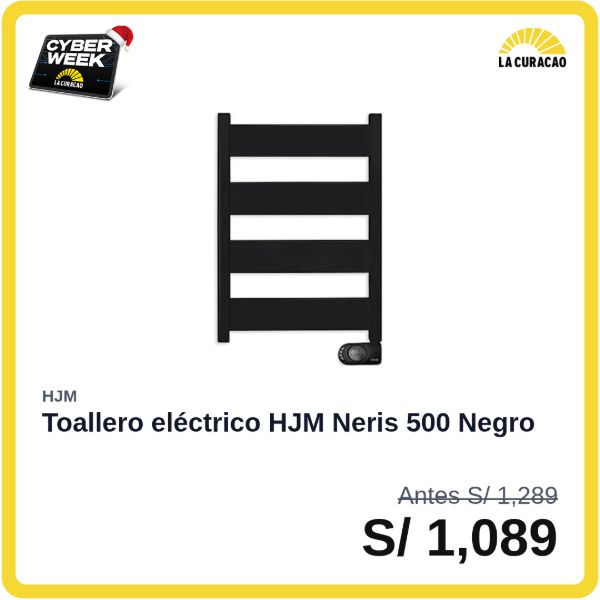 CYBER
WEEK
LA CURACAO
LA CURACAO
HJM
Toallero eléctrico HJM Neris 500 Negro
Antes S/ 1,289
S/ 1,089